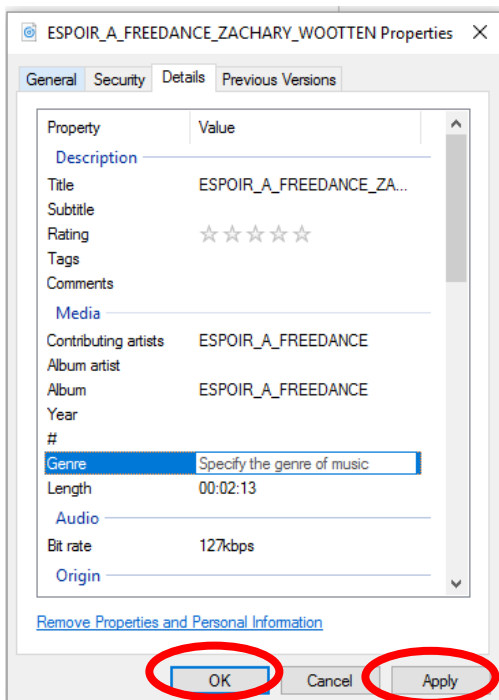 ESPOIR_A_FREEDANCE_ZACHARY_WOOTTEN Properties
General Security Details Previous Versions
Property Value
Description
Title ESPOIR_A_FREEDANCE_ZA...
Subtitle
Rating
Tags
Comments
Media
Contributing artists ESPOIR_A_FREEDANCE
Album artist
Album ESPOIR_A_FREEDANCE
Year
#
Genre Specify the genre of music
Length 00:02:13
Audio
Bit rate 127kbps
Origin
Remove Properties and Personal Information
OK Cancel Apply